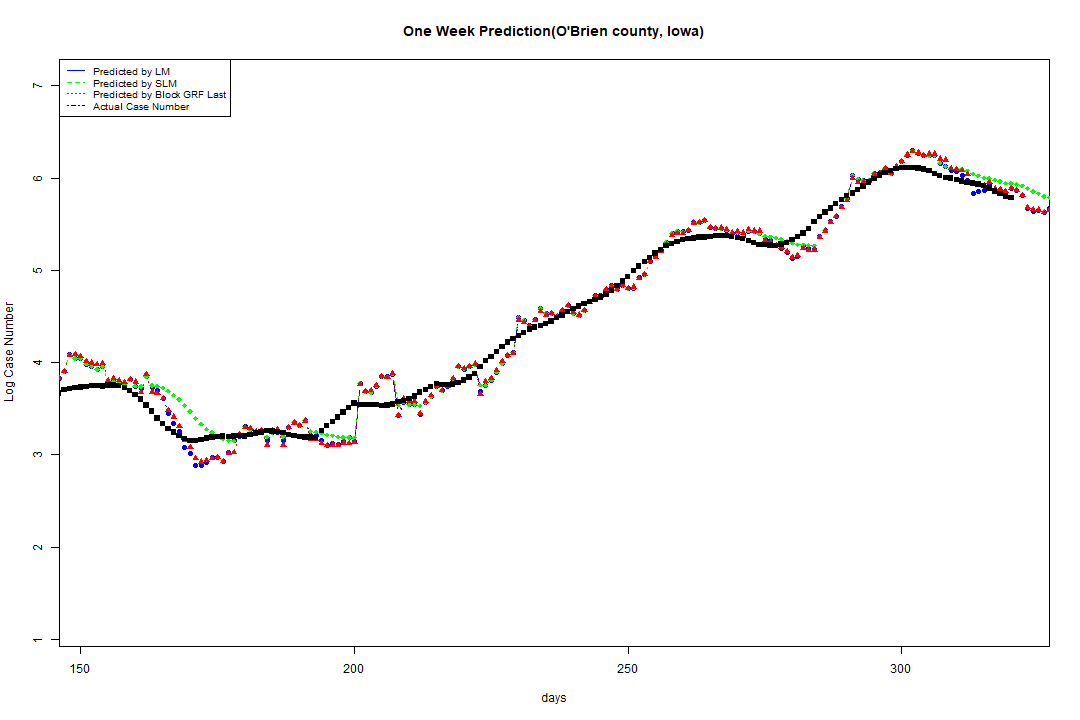 One Week Prediction(O'Brien county, Iowa)
Predicted by LM
Predicted by SLM
Predicted by Block GRF Last
Actual Case Number
7
6
5
4
3
2
1
Log Case Number
150 200 250 300
days